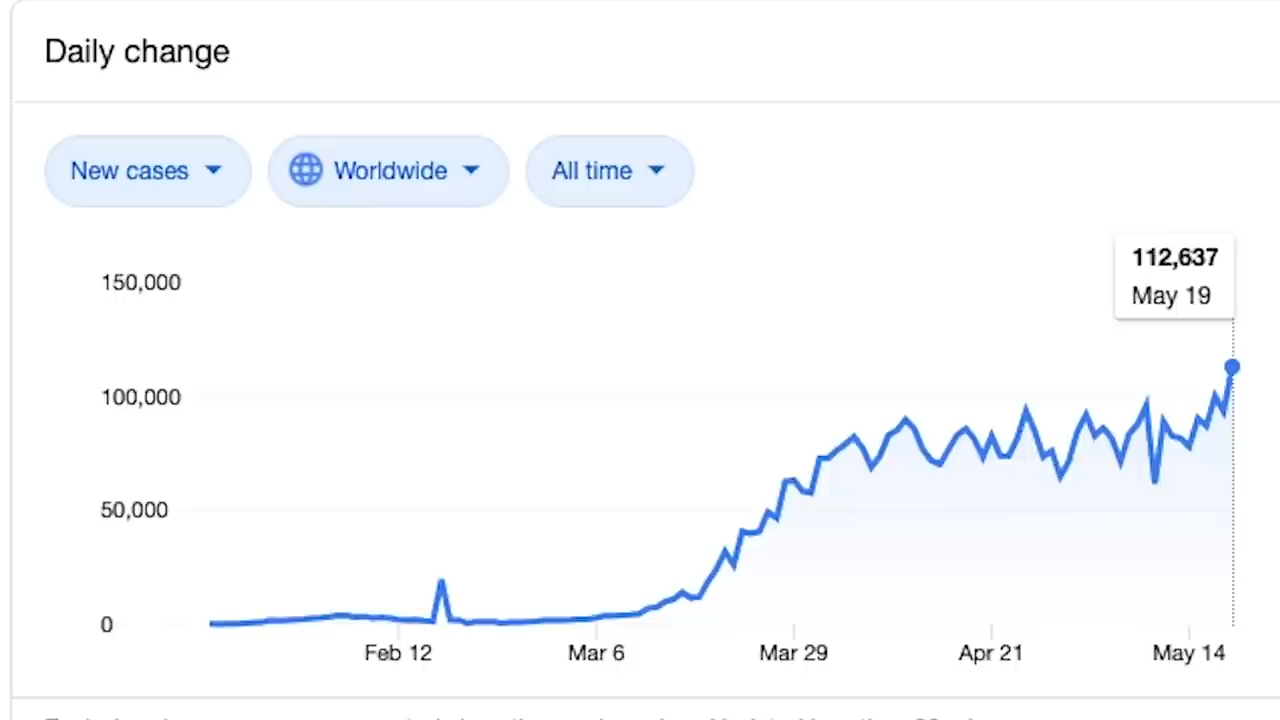 Daily change
New cases Worldwide All time
112,637
May 19
150,000
100,000
50,000
0
Feb 12 Mar 6 Mar 29 Apr 21 May 14